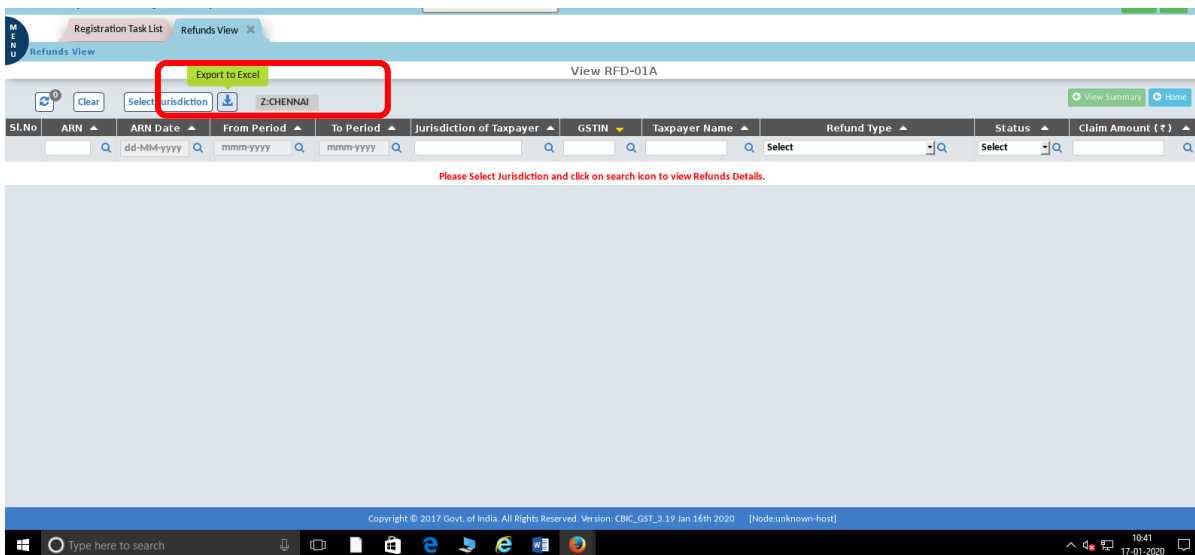 MENU
Registration Task List Refunds View
Refunds View
View RFD-01A
Export to Excel
0 Clear Select Jurisdiction Z:CHENNAI View Summary Home
Sl.No ARN ARN Date From Period To Period Jurisdiction of Taxpayer GSTIN Taxpayer Name Refund Type Status Claim Amount (₹)
dd-MM-yyyy mmm-yyyy mmm-yyyy Select Select
Please Select Jurisdiction and click on search icon to view Refunds Details.
Copyright © 2017 Govt. of India. All Rights Reserved. Version: CBIC_GST_3.19 Jan 16th 2020 [Node:unknown-host]
Type here to search
10:41
17-01-2020